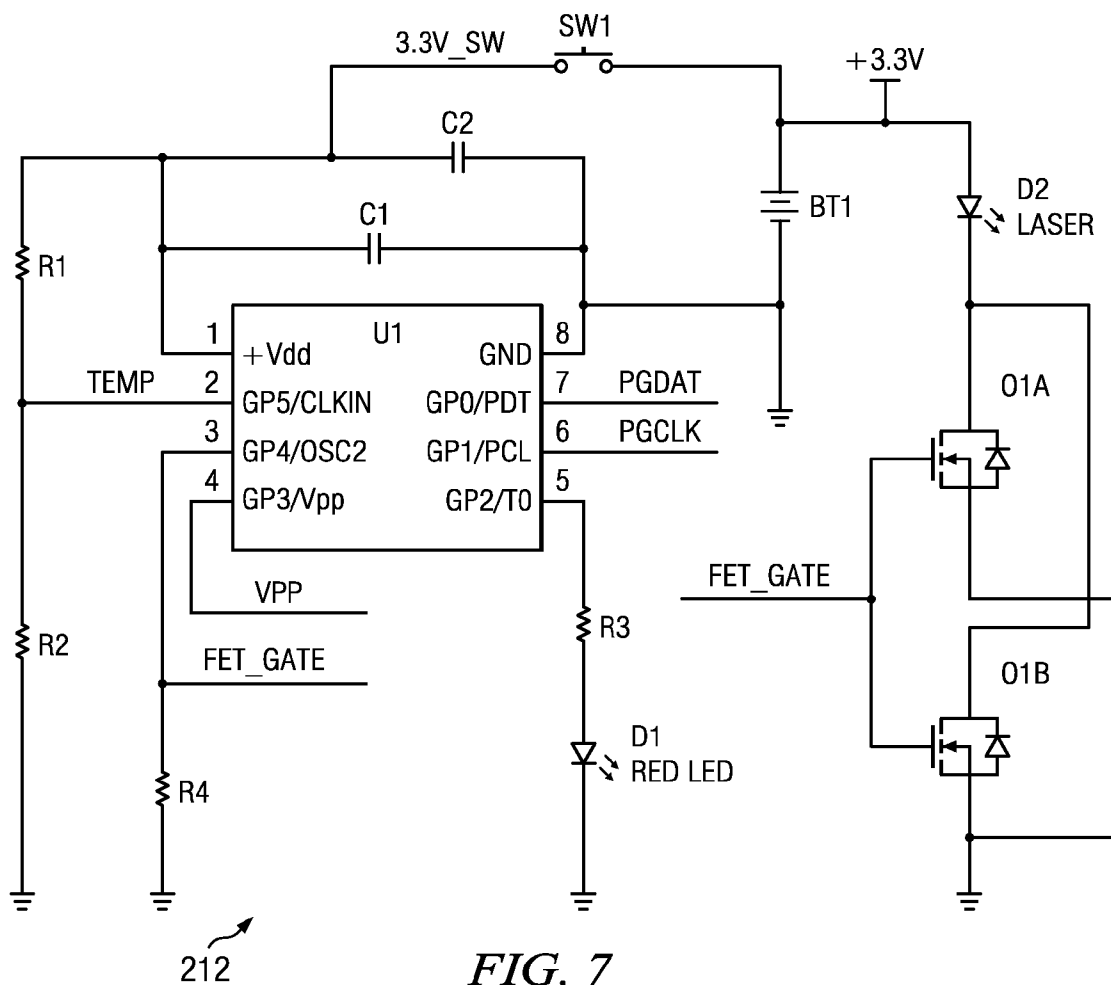 SW1
3.3V_SW
+3.3V
C2
D2
LASER
BT1
C1
R1
U1
1
8
+Vdd
GND
TEMP
2
7
PGDAT
GP5/CLKIN
GP0/PDT
O1A
3
6
PGCLK
GP4/OSC2
GP1/PCL
4
5
GP3/Vpp
GP2/T0
VPP
FET_GATE
R3
R2
FET_GATE
O1B
D1
RED LED
R4
212
FIG. 7